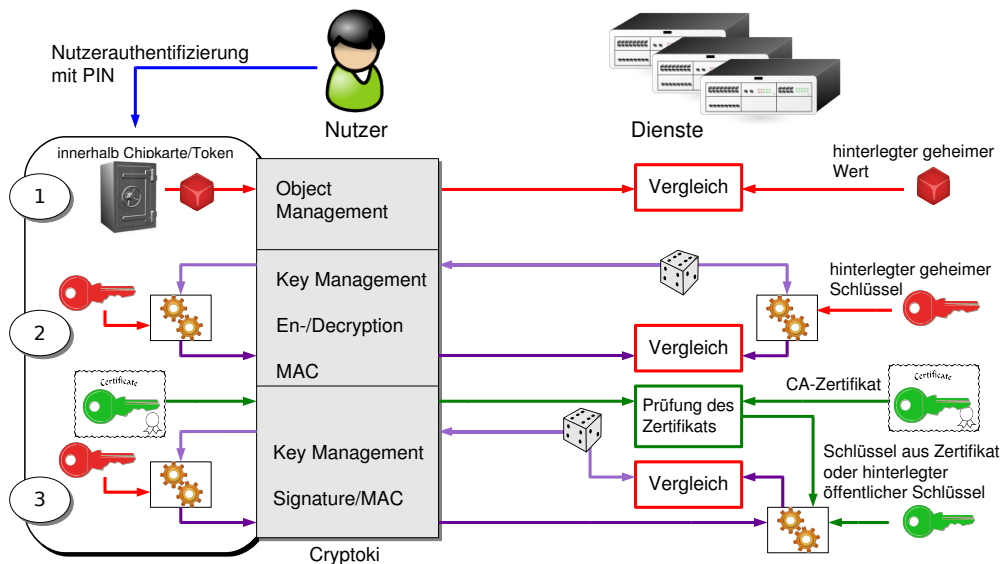 Nutzerauthentifizierung
mit PIN
Nutzer
Dienste
innerhalb Chipkarte/Token
1
Object
Management
Vergleich
hinterlegter geheimer
Wert
2
Key Management
En-/Decryption
MAC
Vergleich
hinterlegter geheimer
Schlüssel
Certificate
3
Key Management
Signature/MAC
Prüfung des
Zertifikats
CA-Zertifikat
Certificate
Vergleich
Schlüssel aus Zertifikat
oder hinterlegter
öffentlicher Schlüssel
Cryptoki